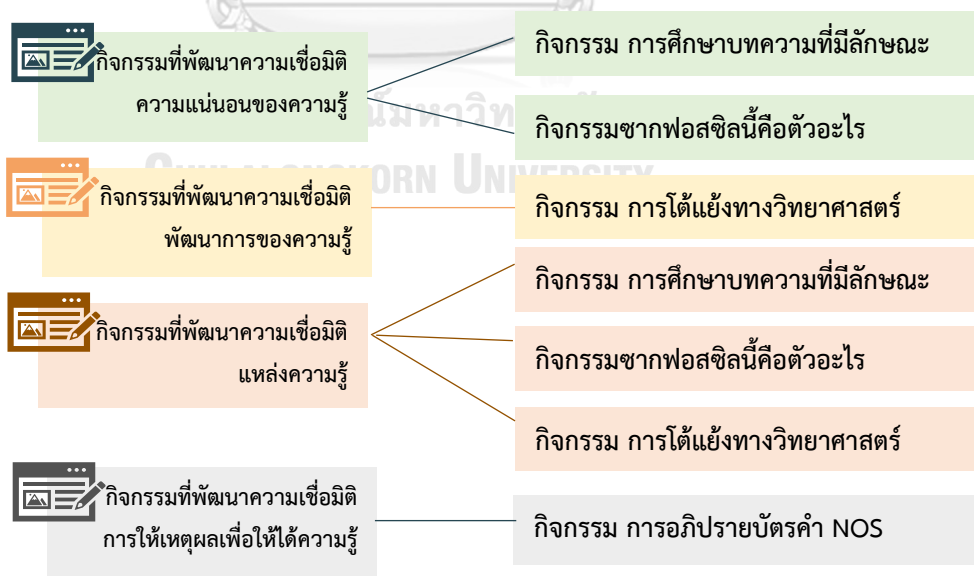 กิจกรรมที่พัฒนาความเชื่อมิติ
ความแน่นอนของความรู้
กิจกรรม การศึกษาบทความที่มีลักษณะ
กิจกรรมซากฟอสซิลนี้คือตัวอะไร
กิจกรรมที่พัฒนาความเชื่อมิติ
พัฒนาการของความรู้
กิจกรรม การโต้แย้งทางวิทยาศาสตร์
กิจกรรมที่พัฒนาความเชื่อมิติ
แหล่งความรู้
กิจกรรม การศึกษาบทความที่มีลักษณะ
กิจกรรมซากฟอสซิลนี้คือตัวอะไร
กิจกรรม การโต้แย้งทางวิทยาศาสตร์
กิจกรรมที่พัฒนาความเชื่อมิติ
การให้เหตุผลเพื่อให้ได้ความรู้
กิจกรรม การอภิปรายบัตรคำ NOS